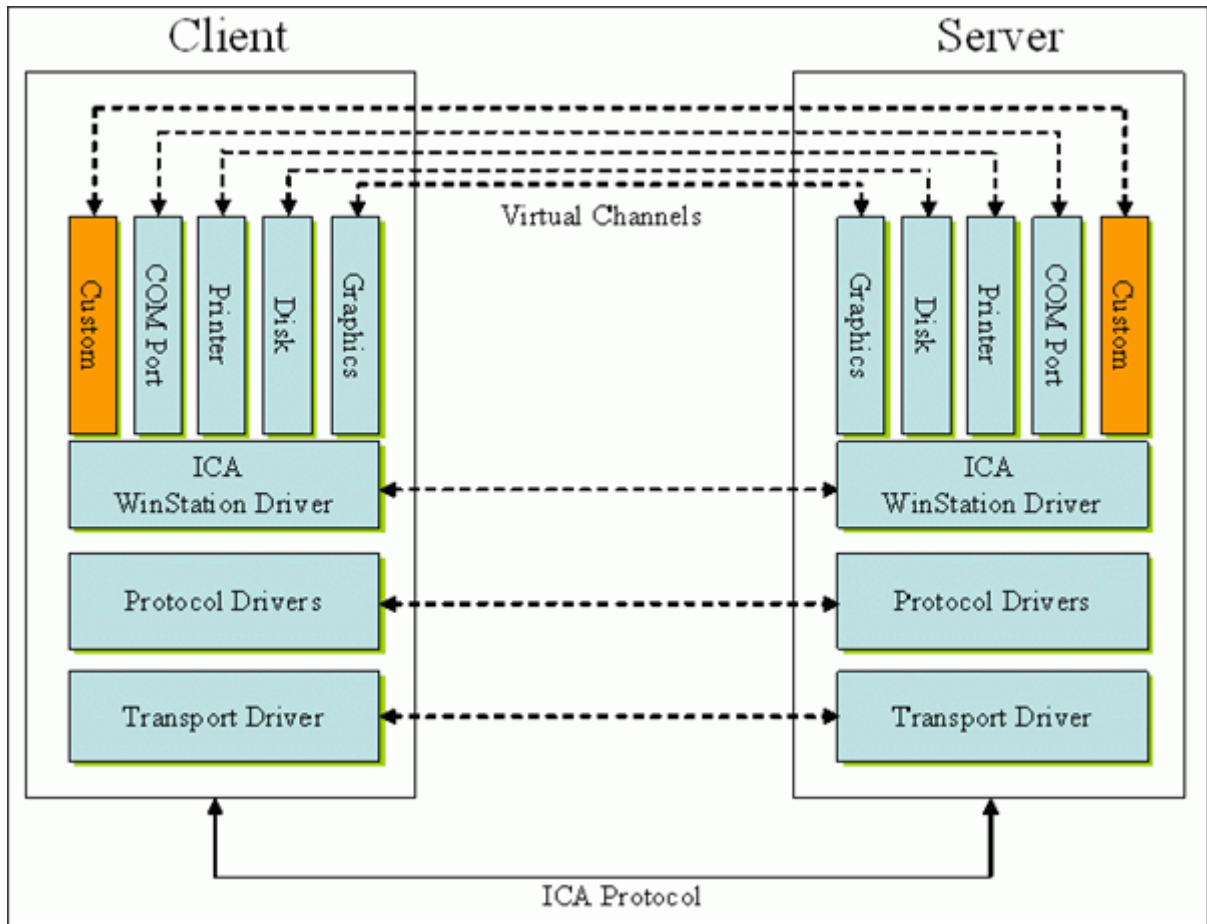 Client
Server
Virtual Channels
Custom
COM Port
Printer
Disk
Graphics
Graphics
Disk
Printer
COM Port
Custom
ICA
WinStation Driver
ICA
WinStation Driver
Protocol Drivers
Protocol Drivers
Transport Driver
Transport Driver
ICA Protocol